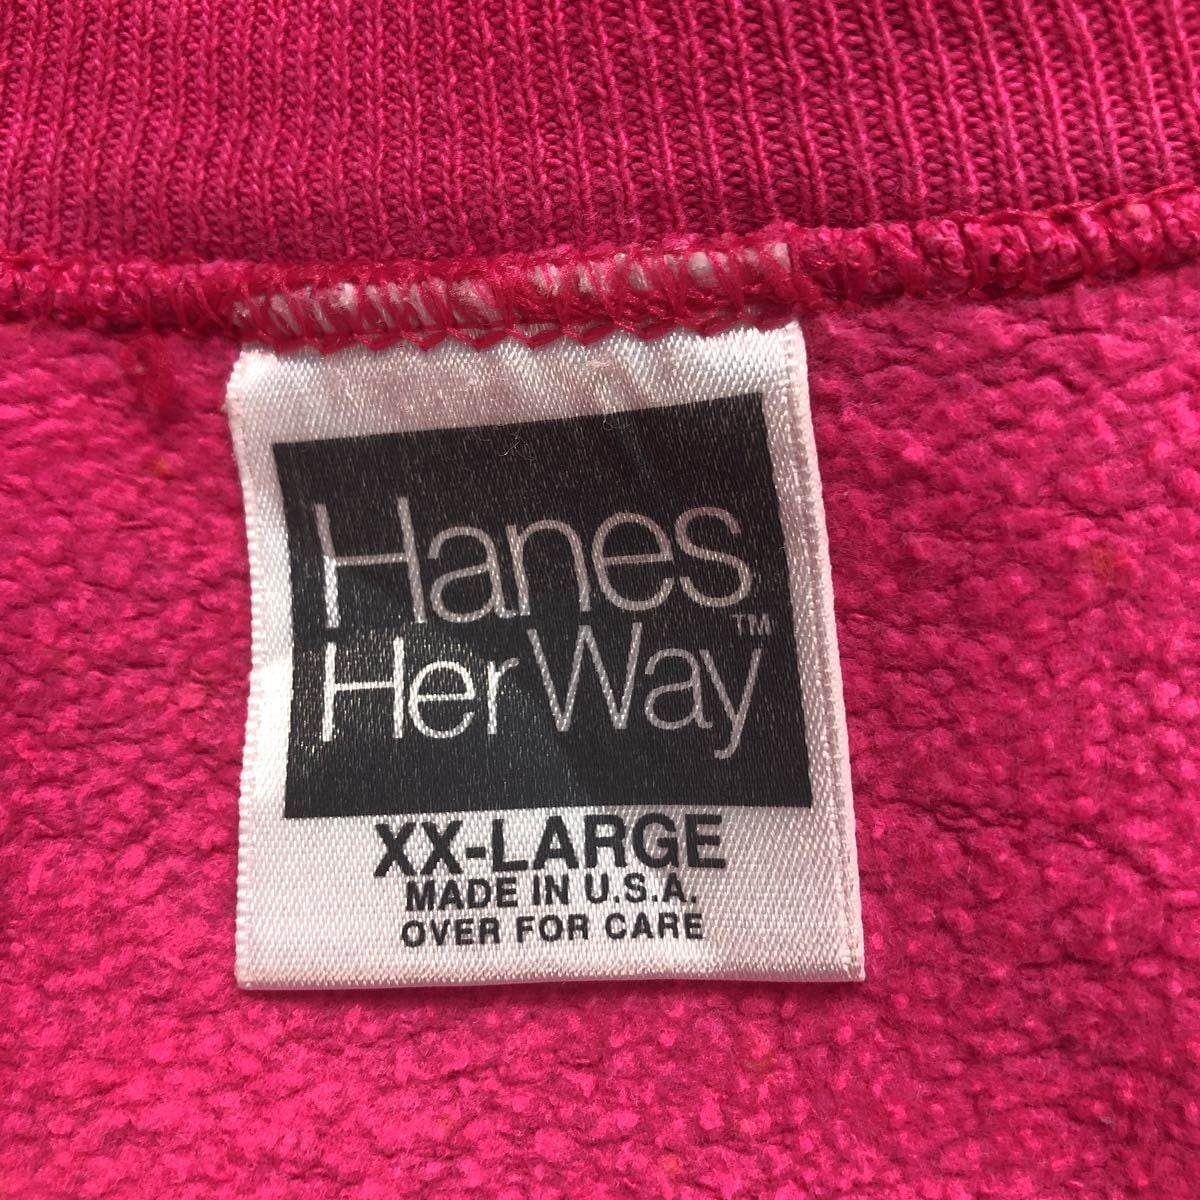 Hanes
Her Way™
XX-LARGE
MADE IN U.S.A.
OVER FOR CARE